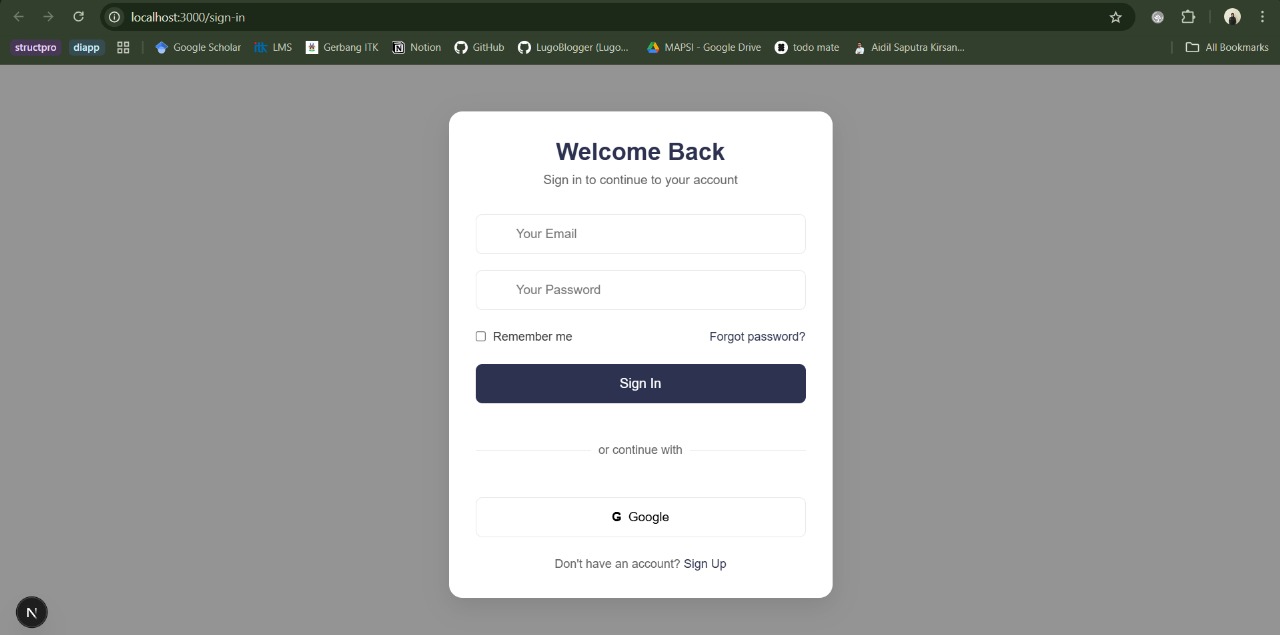 localhost:3000/sign-in
structpro diapp Google Scholar itk LMS Gerbang ITK Notion GitHub LugoBlogger (Lugo... MAPSI - Google Drive todo mate Aidil Saputra Kirsan... All Bookmarks
Welcome Back
Sign in to continue to your account
Your Email
Your Password
Remember me Forgot password?
Sign In
or continue with
G Google
Don't have an account? Sign Up
N